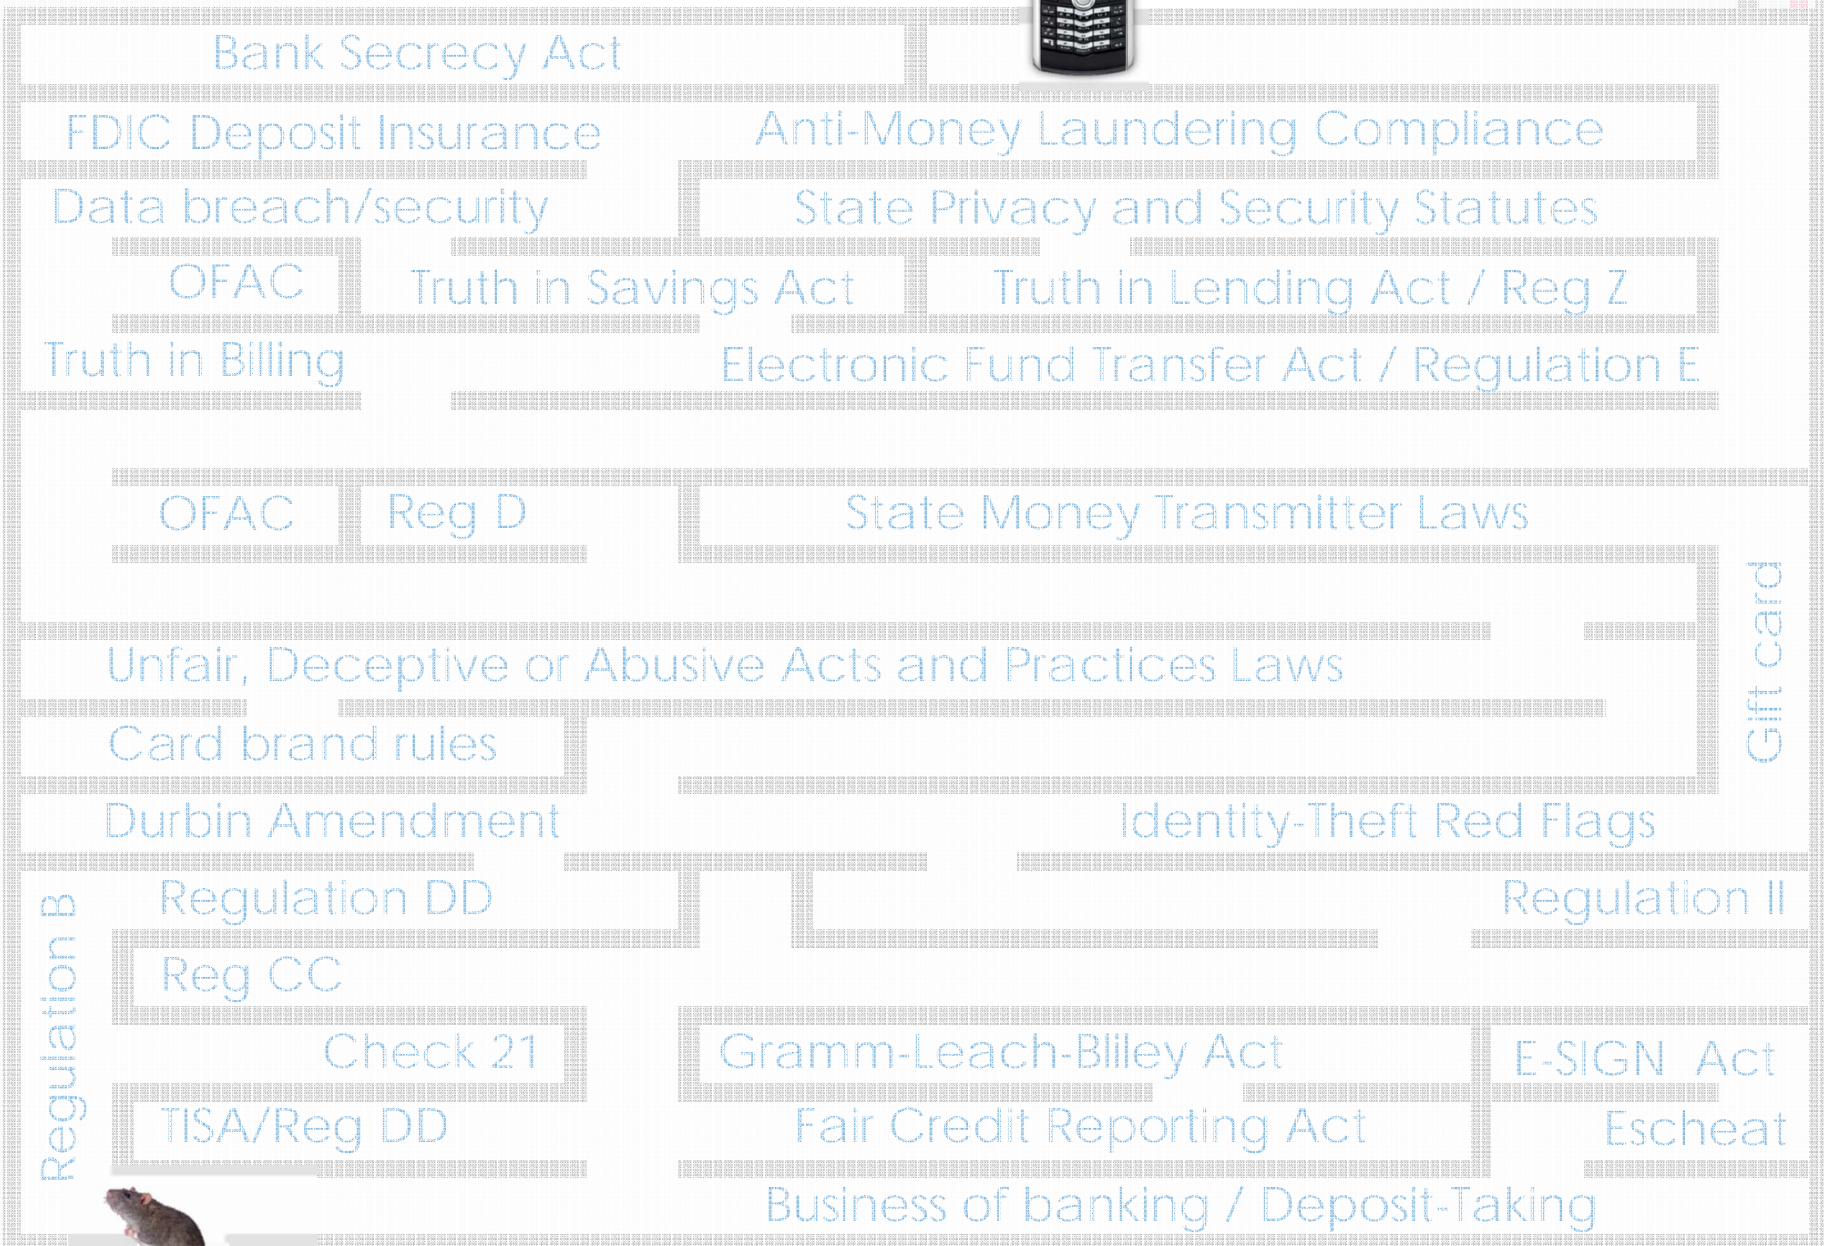 Bank Secrecy Act
FDIC Deposit Insurance
Anti-Money Laundering Compliance
Data breach/security
State Privacy and Security Statutes
OFAC
Truth in Savings Act
Truth in Lending Act / Reg Z
Truth in Billing
Electronic Fund Transfer Act / Regulation E
OFAC
Reg D
State Money Transmitter Laws
Gift card
Unfair, Deceptive or Abusive Acts and Practices Laws
Card brand rules
Durbin Amendment
Identity-Theft Red Flags
Regulation B
Regulation DD
Regulation II
Reg CC
Check 21
Gramm-Leach-Bliley Act
E-SIGN Act
TISA/Reg DD
Fair Credit Reporting Act
Escheat
Business of banking / Deposit-Taking